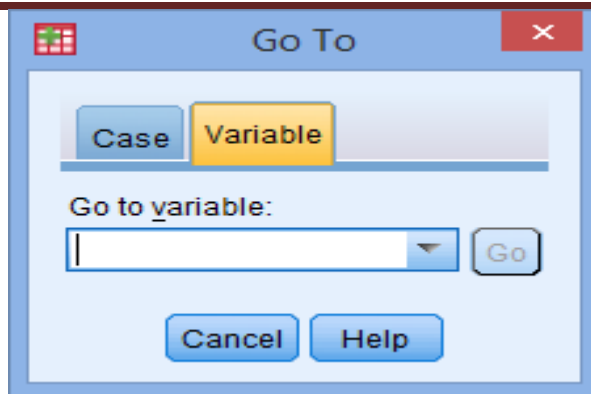 Go To
Case Variable
Go to variable:
Go
Cancel Help